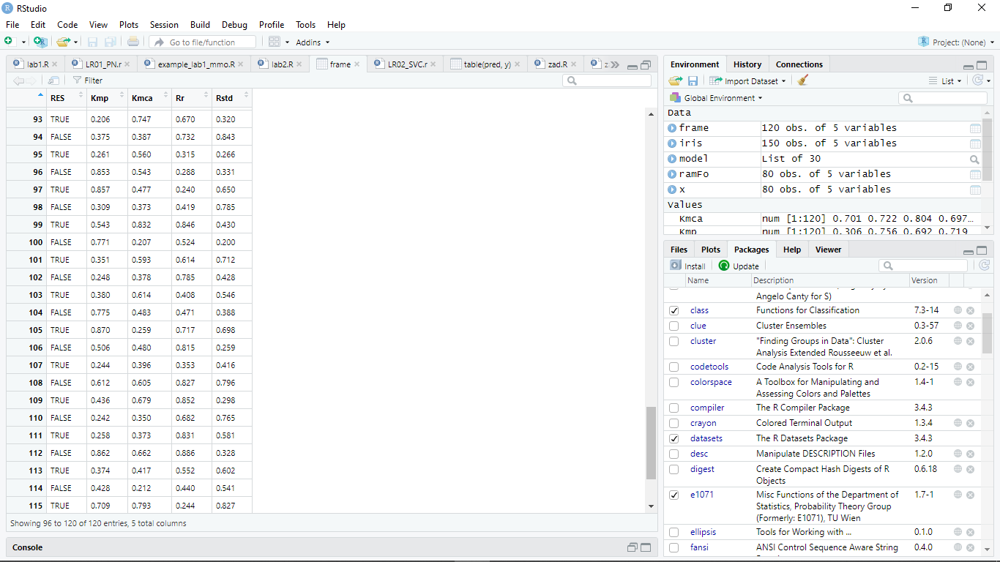 RStudio
File Edit Code View Plots Session Build Debug Profile Tools Help
Go to file/function Addins Project: (None)
lab1.R LR01_PN.r example_lab1_mmo.R lab2.R frame LR02_SVC.r table(pred, y) zad.R
Filter
RES Kmp Kmca Rr Rstd
93 TRUE 0.206 0.747 0.670 0.320
94 FALSE 0.375 0.387 0.732 0.843
95 TRUE 0.261 0.560 0.315 0.266
96 FALSE 0.853 0.543 0.288 0.331
97 TRUE 0.857 0.477 0.240 0.650
98 FALSE 0.309 0.373 0.419 0.785
99 TRUE 0.543 0.832 0.846 0.430
100 FALSE 0.771 0.207 0.524 0.200
101 TRUE 0.351 0.593 0.614 0.712
102 FALSE 0.248 0.378 0.785 0.428
103 TRUE 0.380 0.614 0.408 0.546
104 FALSE 0.775 0.483 0.471 0.388
105 TRUE 0.870 0.259 0.717 0.698
106 FALSE 0.506 0.480 0.815 0.259
107 TRUE 0.244 0.396 0.353 0.416
108 FALSE 0.612 0.605 0.827 0.796
109 TRUE 0.436 0.679 0.852 0.298
110 FALSE 0.242 0.350 0.682 0.765
111 TRUE 0.258 0.373 0.831 0.581
112 FALSE 0.862 0.662 0.886 0.328
113 TRUE 0.374 0.417 0.552 0.602
114 FALSE 0.428 0.212 0.440 0.541
115 TRUE 0.709 0.793 0.244 0.827
Showing 96 to 120 of 120 entries, 5 total columns
Console
Environment History Connections
Import Dataset List
Global Environment
Data
frame 120 obs. of 5 variables
iris 150 obs. of 5 variables
model List of 30
ramFo 80 obs. of 5 variables
x 80 obs. of 5 variables
Values
Kmca num [1:120] 0.701 0.722 0.804 0.697...
Kmp num [1:120] 0.306 0.756 0.692 0.719
Files Plots Packages Help Viewer
Install Update
Name Description Version
Angelo Canty for S)
class Functions for Classification 7.3-14
clue Cluster Ensembles 0.3-57
cluster "Finding Groups in Data": Cluster 2.0.6
Analysis Extended Rousseeuw et al.
codetools Code Analysis Tools for R 0.2-15
colorspace A Toolbox for Manipulating and 1.4-1
Assessing Colors and Palettes
compiler The R Compiler Package 3.4.3
crayon Colored Terminal Output 1.3.4
datasets The R Datasets Package 3.4.3
desc Manipulate DESCRIPTION Files 1.2.0
digest Create Compact Hash Digests of R 0.6.18
Objects
e1071 Misc Functions of the Department of 1.7-1
Statistics, Probability Theory Group
(Formerly: E1071), TU Wien
ellipsis Tools for Working with ... 0.1.0
fansi ANSI Control Sequence Aware String 0.4.0